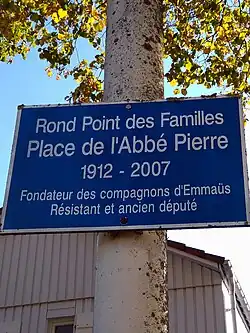 Rond Point des Familles
Place de l'Abbé Pierre
1912 - 2007
Fondateur des compagnons d'Emmaüs
Résistant et ancien député